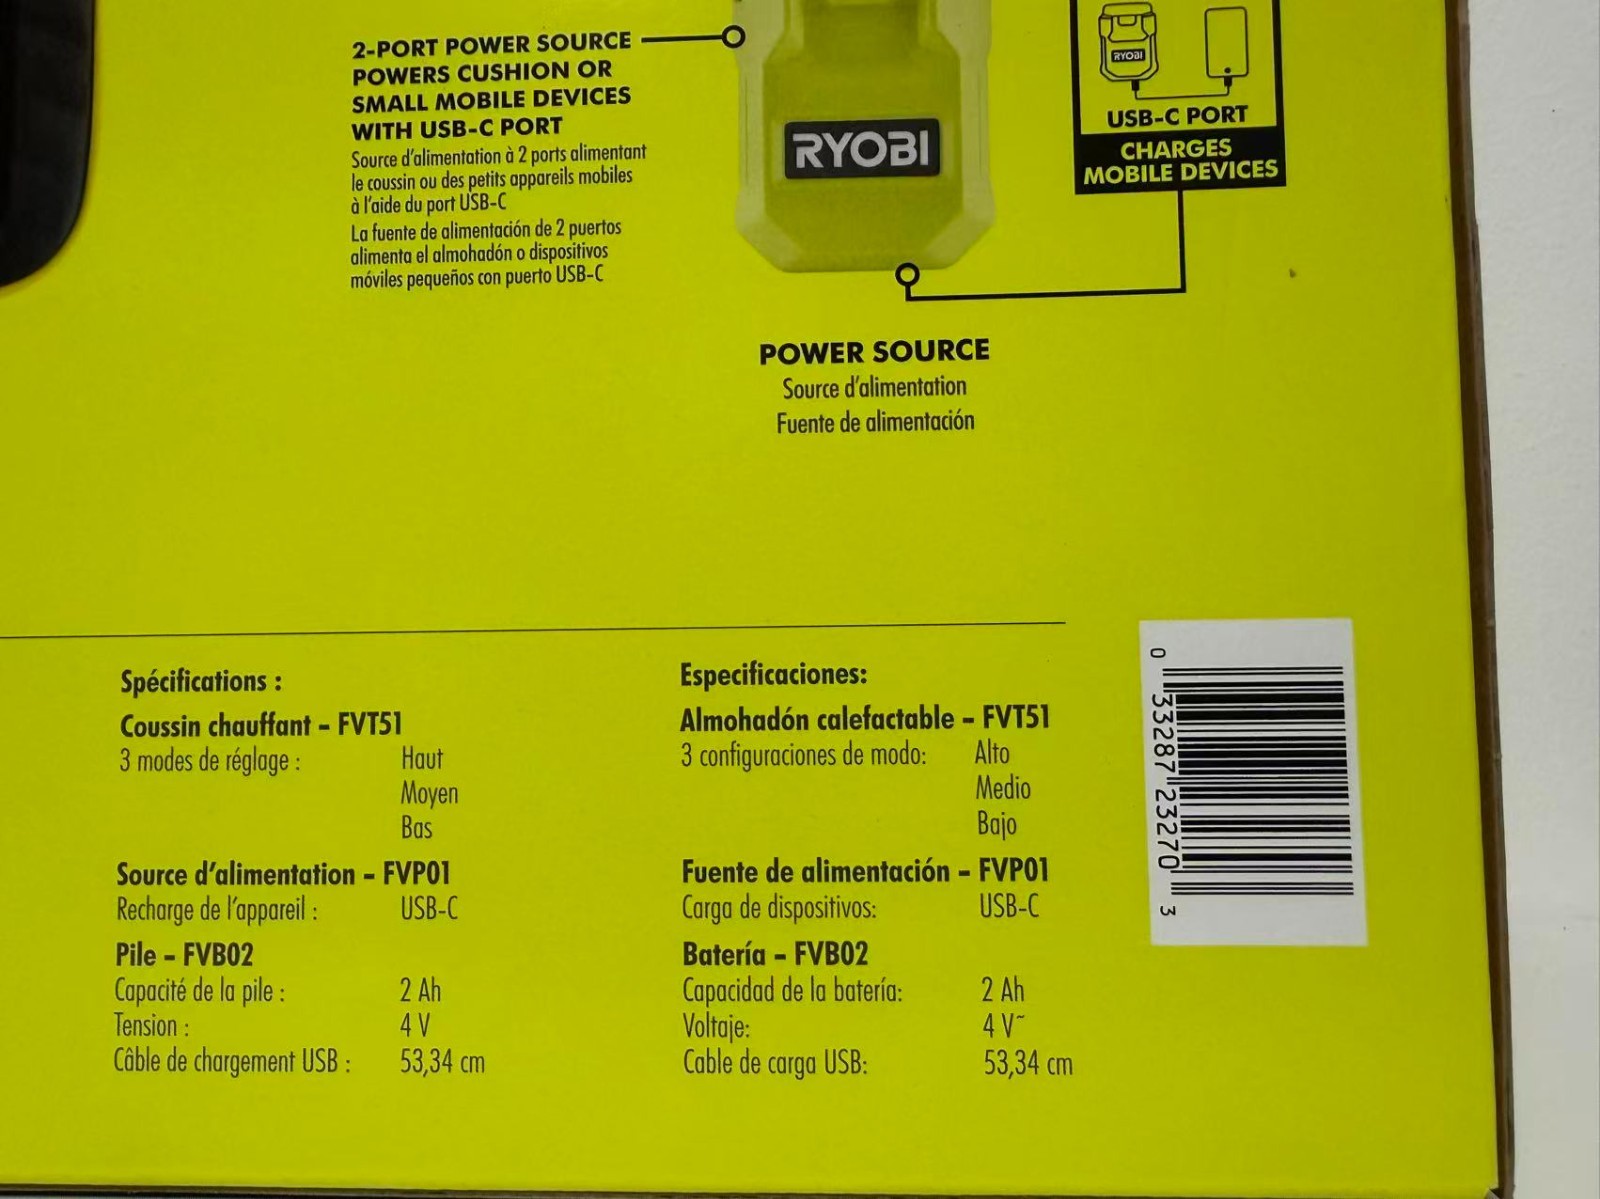 2-PORT POWER SOURCE
POWERS CUSHION OR
SMALL MOBILE DEVICES
WITH USB-C PORT
Source d'alimentation à 2 ports alimentant
le coussin ou des petits appareils mobiles
à l'aide du port USB-C
La fuente de alimentación de 2 puertos
alimenta el almohadón o dispositivos
móviles pequeños con puerto USB-C
RYOBI
RYOBI
USB-C PORT
CHARGES
MOBILE DEVICES
POWER SOURCE
Source d'alimentation
Fuente de alimentación
Spécifications :
Coussin chauffant - FVT51
3 modes de réglage : Haut
Moyen
Bas
Source d'alimentation - FVP01
Recharge de l'appareil : USB-C
Pile - FVB02
Capacité de la pile : 2 Ah
Tension : 4 V
Câble de chargement USB : 53,34 cm
Especificaciones:
Almohadón calefactable - FVT51
3 configuraciones de modo: Alto
Medio
Bajo
Fuente de alimentación - FVP01
Carga de dispositivos: USB-C
Batería - FVB02
Capacidad de la batería: 2 Ah
Voltaje: 4 V~
Cable de carga USB: 53,34 cm
0 33287 23270 3